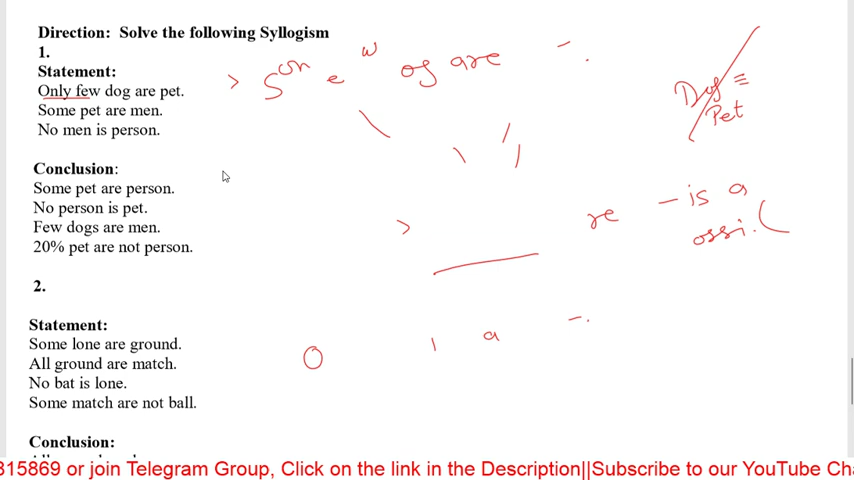 Direction: Solve the following Syllogism
1.
Statement:
Only few dog are pet.
Some pet are men.
No men is person.
Conclusion:
Some pet are person.
No person is pet.
Few dogs are men.
20% pet are not person.
Dog
Pet
are
is a
2.
Statement:
Some lone are ground.
All ground are match.
No bat is lone.
Some match are not ball.
Conclusion:
815869 or join Telegram Group, Click on the link in the Description||Subscribe to our YouTube Cha